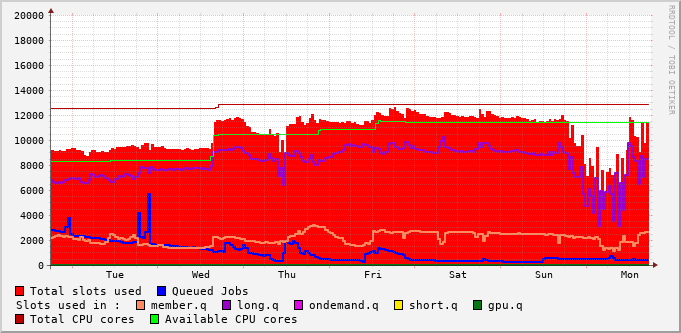 RRDTOOL / TOBI OETIKER
20000
18000
16000
14000
12000
10000
8000
6000
4000
2000
0
Tue Wed Thu Fri Sat Sun Mon
Total slots used Queued Jobs
Slots used in : member.q long.q ondemand.q short.q gpu.q
Total CPU cores Available CPU cores